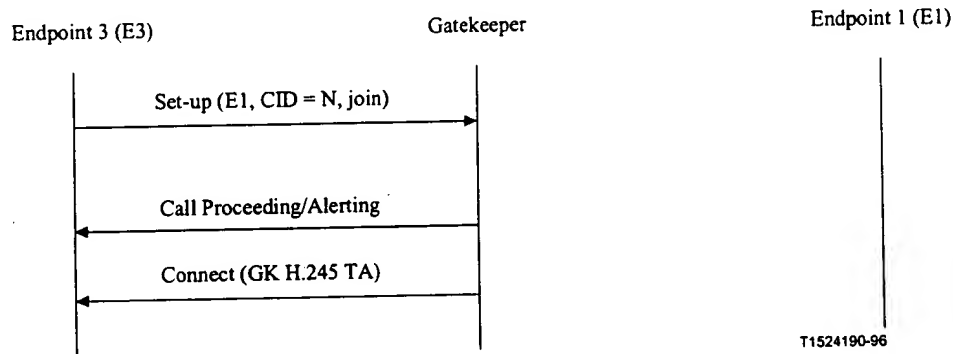 Endpoint 3 (E3)
Gatekeeper
Endpoint 1 (E1)
Set-up (E1, CID = N, join)
Call Proceeding/Alerting
Connect (GK H.245 TA)
T1524190-96